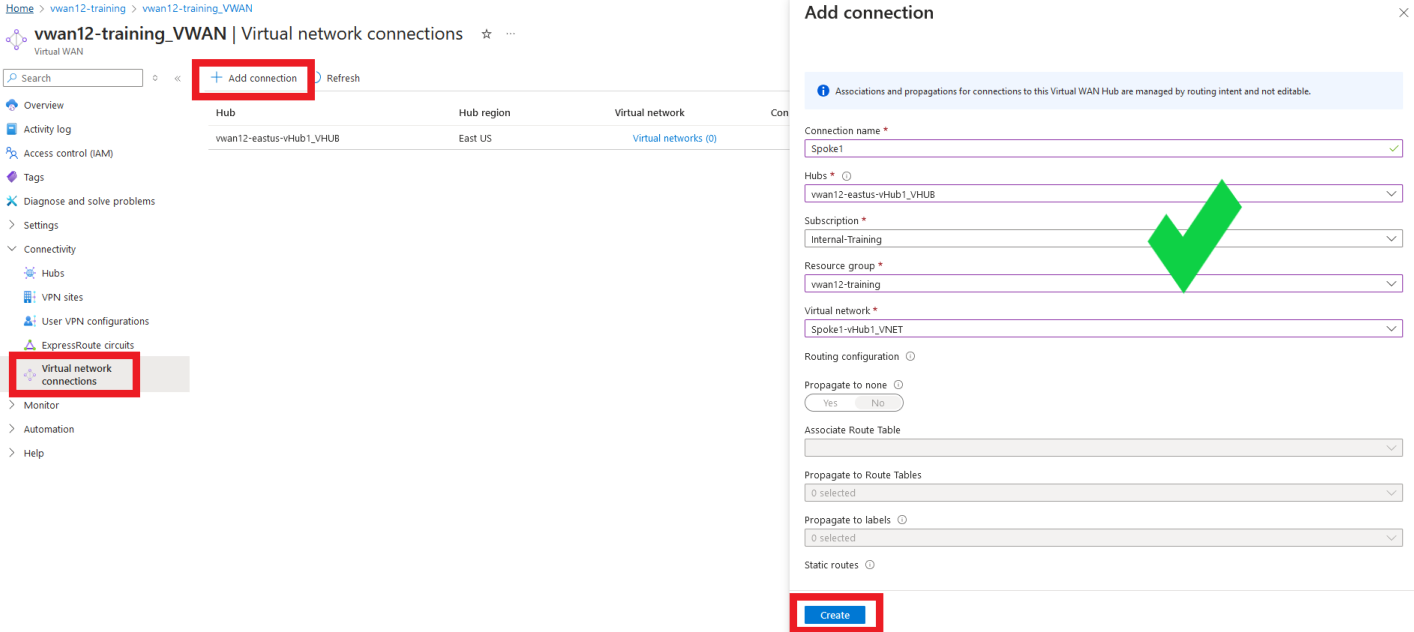 Home > vwan12-training > vwan12-training_VWAN
vwan12-training_VWAN | Virtual network connections
Virtual WAN
Search
Overview
Activity log
Access control (IAM)
Tags
Diagnose and solve problems
Settings
Connectivity
Hubs
VPN sites
User VPN configurations
ExpressRoute circuits
Virtual network
connections
Monitor
Automation
Help
Add connection Refresh
Hub Hub region Virtual network Con
vwan12-eastus-vHub1_VHUB East US Virtual networks (0)
Add connection
Associations and propagations for connections to this Virtual WAN Hub are managed by routing intent and not editable.
Connection name *
Spoke1
Hubs *
vwan12-eastus-vHub1_VHUB
Subscription *
Internal-Training
Resource group *
vwan12-training
Virtual network *
Spoke1-vHub1_VNET
Routing configuration
Propagate to none
Yes No
Associate Route Table
Propagate to Route Tables
0 selected
Propagate to labels
0 selected
Static routes
Create